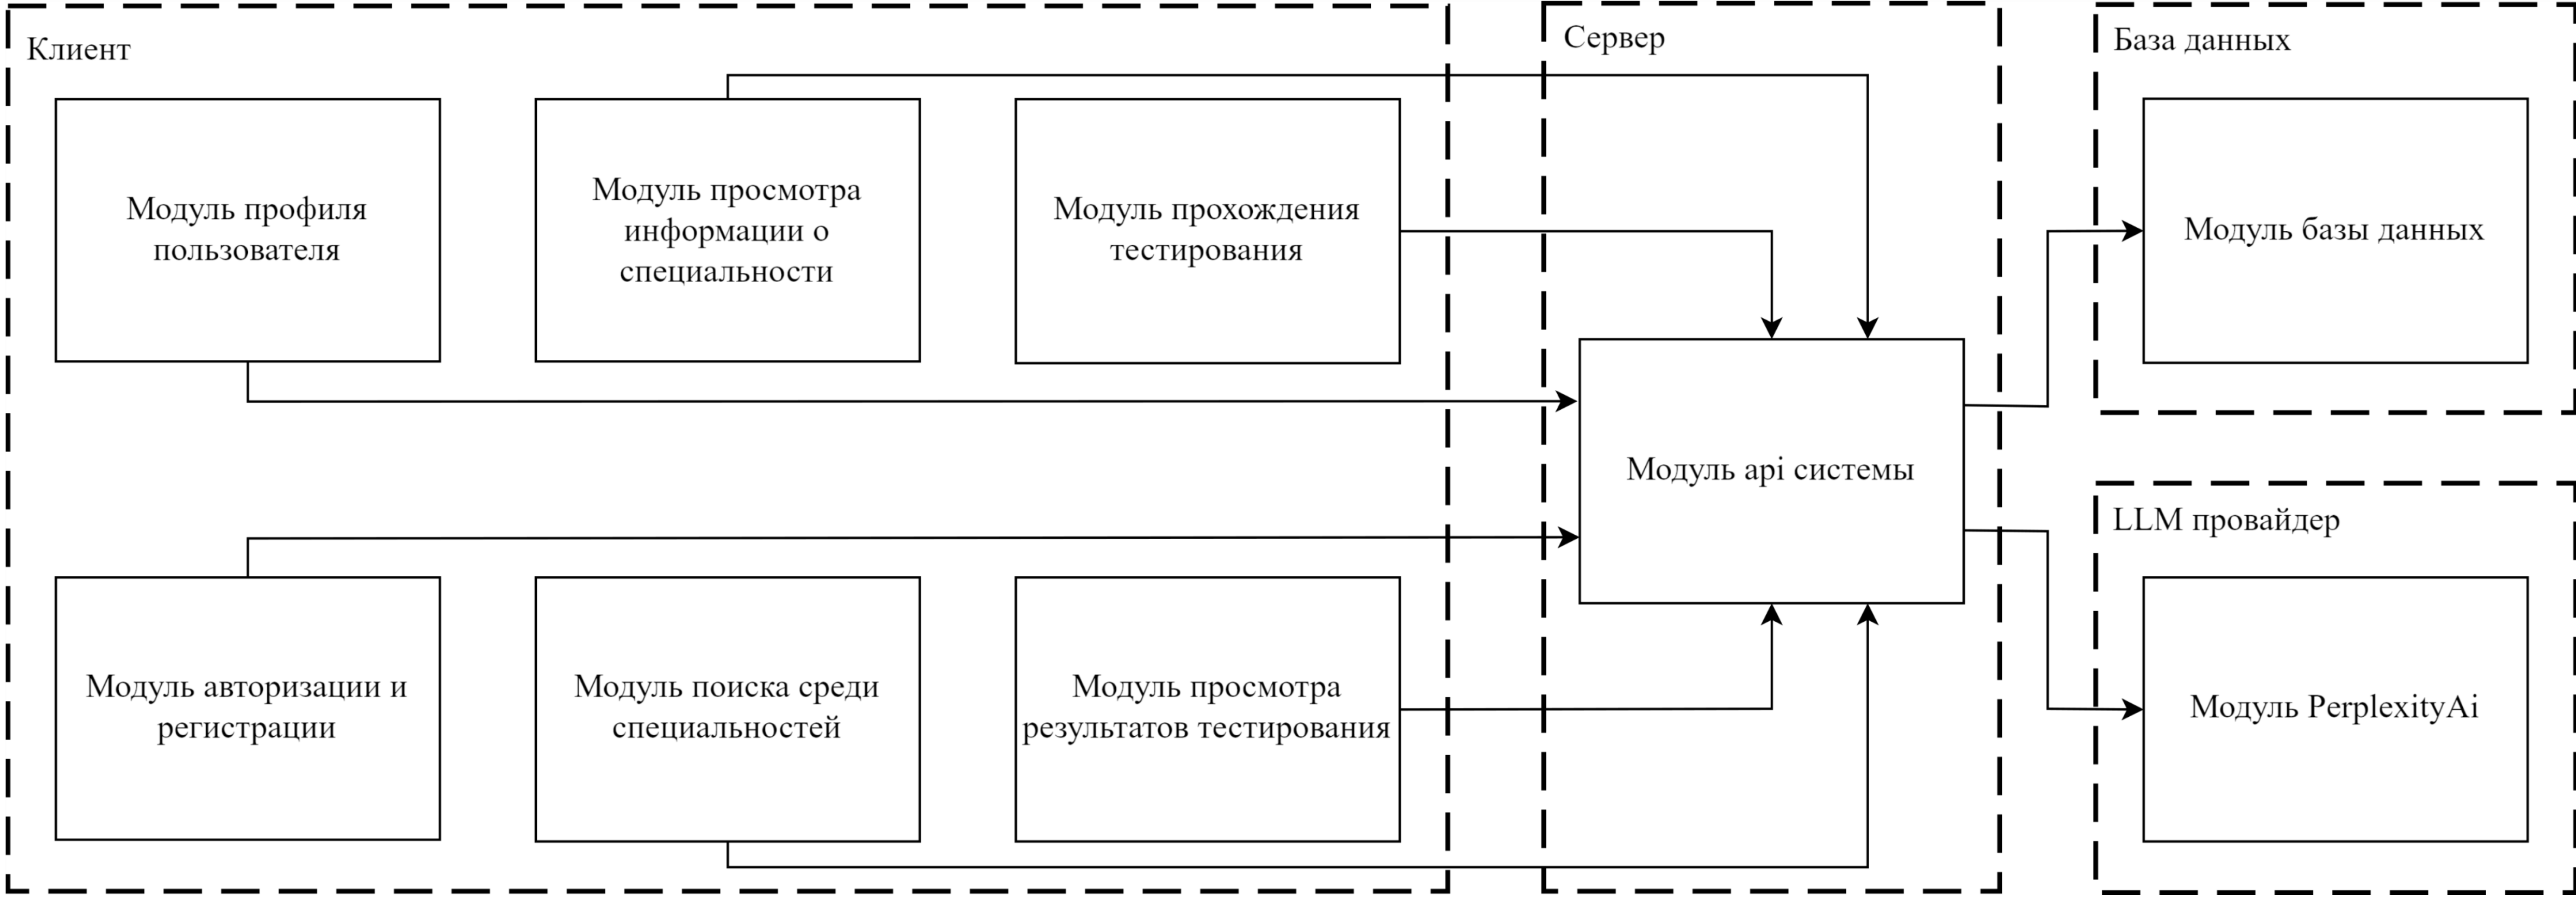 Клиент
Модуль профиля
пользователя
Модуль просмотра
информации о
специальности
Модуль прохождения
тестирования
Модуль авторизации и
регистрации
Модуль поиска среди
специальностей
Модуль просмотра
результатов тестирования
Сервер
Модуль api системы
База данных
Модуль базы данных
LLM провайдер
Модуль PerplexityAi